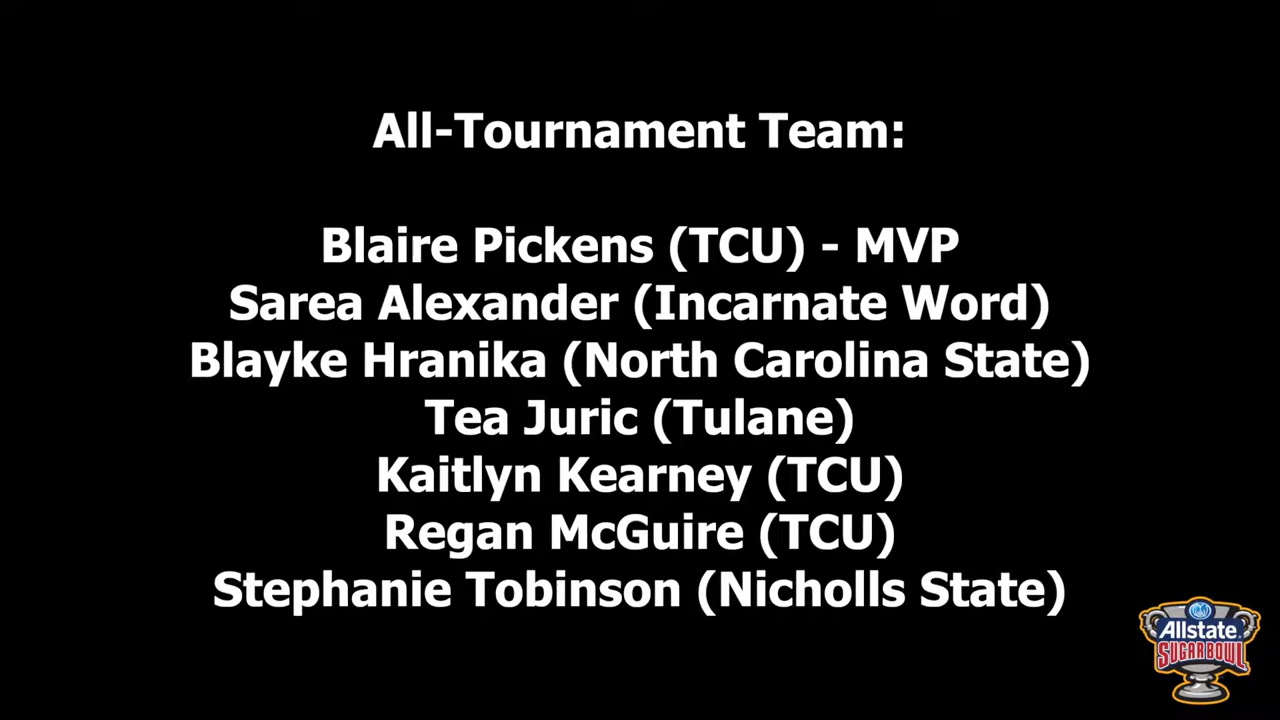 All-Tournament Team:
Blaire Pickens (TCU) - MVP
Sarea Alexander (Incarnate Word)
Blayke Hranika (North Carolina State)
Tea Juric (Tulane)
Kaitlyn Kearney (TCU)
Regan McGuire (TCU)
Stephanie Tobinson (Nicholls State)
Allstate
SUGAR BOWL